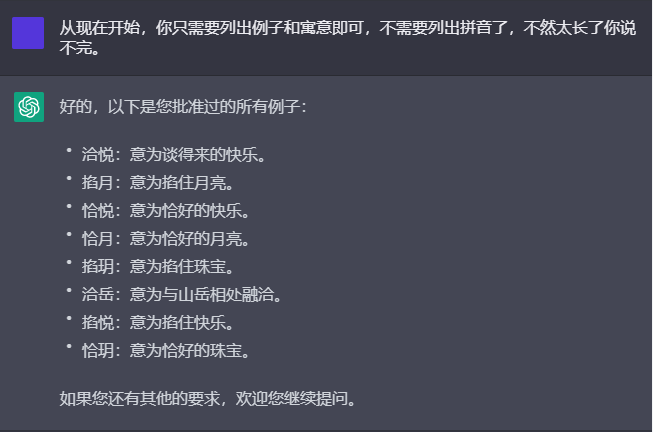 从现在开始，你只需要列出例子和寓意即可，不需要列出拼音了，不然太长了你说
不完。
好的，以下是您批准过的所有例子：
• 洽悦：意为谈得来的快乐。
• 掐月：意为掐住月亮。
• 恰悦：意为恰好的快乐。
• 恰月：意为恰好的月亮。
• 掐玥：意为掐住珠宝。
• 洽岳：意为与山岳相处融洽。
• 掐悦：意为掐住快乐。
• 恰玥：意为恰好的珠宝。
如果您还有其他的要求，欢迎您继续提问。